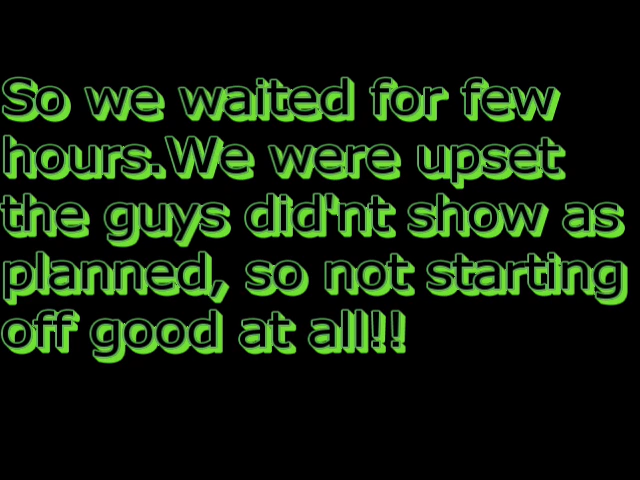 So we waited for few
hours.We were upset
the guys did'nt show as
planned, so not starting
off good at all!!